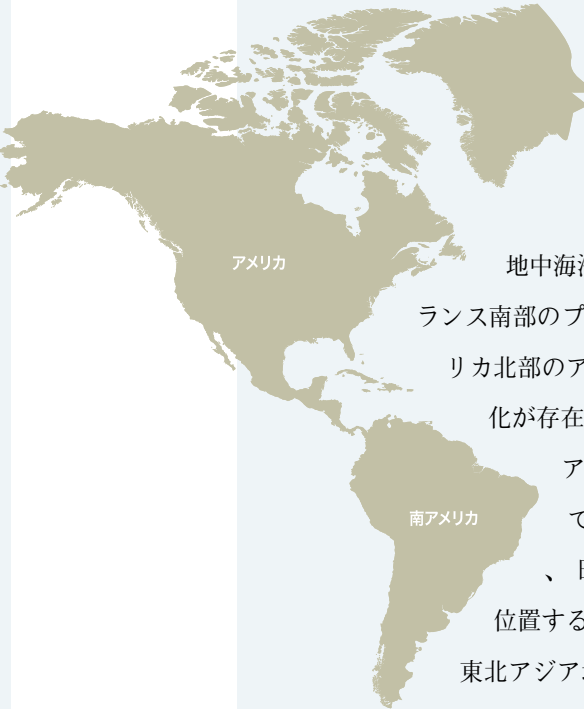 アメリカ
地中海沿
ランス南部のプ
リカ北部のア
化が存在
ア
南アメリカ
て
、
位置する
東北アジア